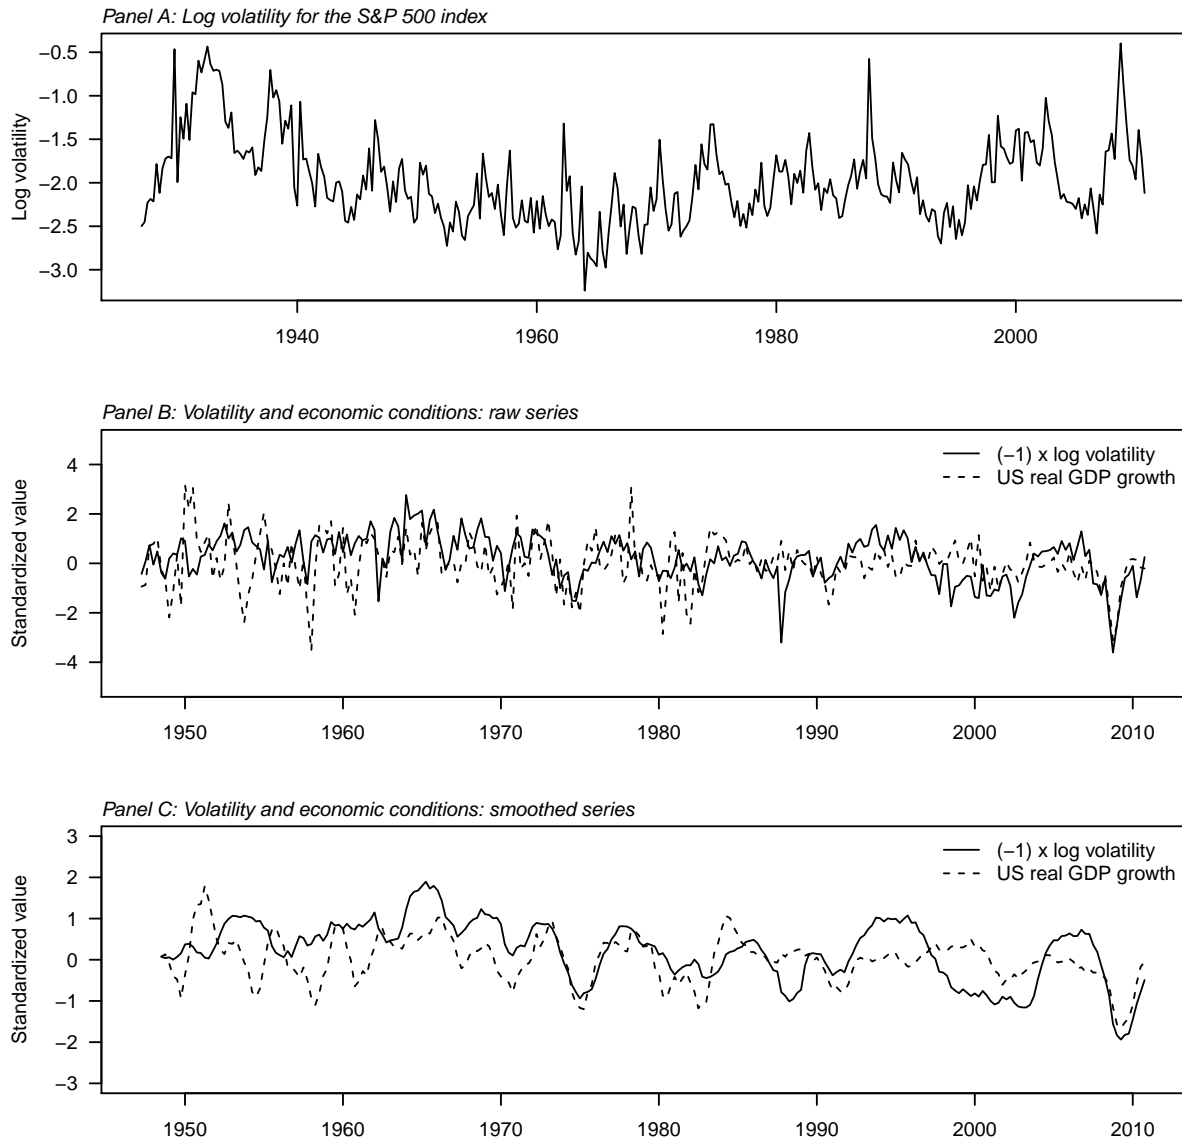 Panel A: Log volatility for the S&P 500 index
Log volatility
−0.5
−1.0
−1.5
−2.0
−2.5
−3.0
1940 1960 1980 2000
Panel B: Volatility and economic conditions: raw series
Standardized value
4
2
0
−2
−4
(−1) x log volatility
US real GDP growth
1950 1960 1970 1980 1990 2000 2010
Panel C: Volatility and economic conditions: smoothed series
Standardized value
3
2
1
0
−1
−2
−3
(−1) x log volatility
US real GDP growth
1950 1960 1970 1980 1990 2000 2010